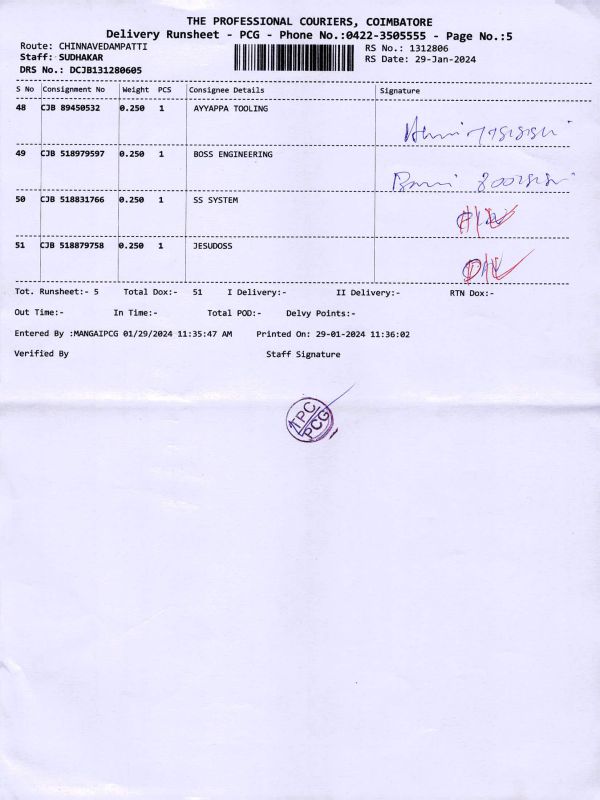 THE PROFESSIONAL COURIERS, COIMBATORE
Delivery Runsheet - PCG - Phone No.:0422-3505555 - Page No.:5
Route: CHINNAVEDAMPATTI RS No.: 1312806
Staff: SUDHAKAR RS Date: 29-Jan-2024
DRS No.: DCJB131280605
S No Consignment No Weight PCS Consignee Details Signature
48 CJB 89450532 0.250 1 AYYAPPA TOOLING
49 CJB 518979597 0.250 1 BOSS ENGINEERING
50 CJB 518831766 0.250 1 SS SYSTEM
51 CJB 518879758 0.250 1 JESUDOSS
Tot. Runsheet:- 5 Total Dox:- 51 I Delivery:- II Delivery:- RTN Dox:-
Out Time:- In Time:- Total POD:- Delvy Points:-
Entered By :MANGAIPCG 01/29/2024 11:35:47 AM Printed On: 29-01-2024 11:36:02
Verified By Staff Signature
TPC
PCG